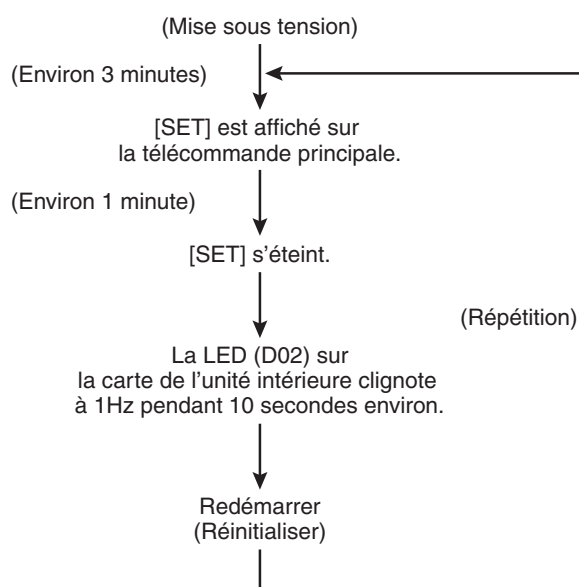 (Mise sous tension)
(Environ 3 minutes)
[SET] est affiché sur
la télécommande principale.
(Environ 1 minute)
[SET] s’éteint.
(Répétition)
La LED (D02) sur
la carte de l’unité intérieure clignote
à 1Hz pendant 10 secondes environ.
Redémarrer
(Réinitialiser)